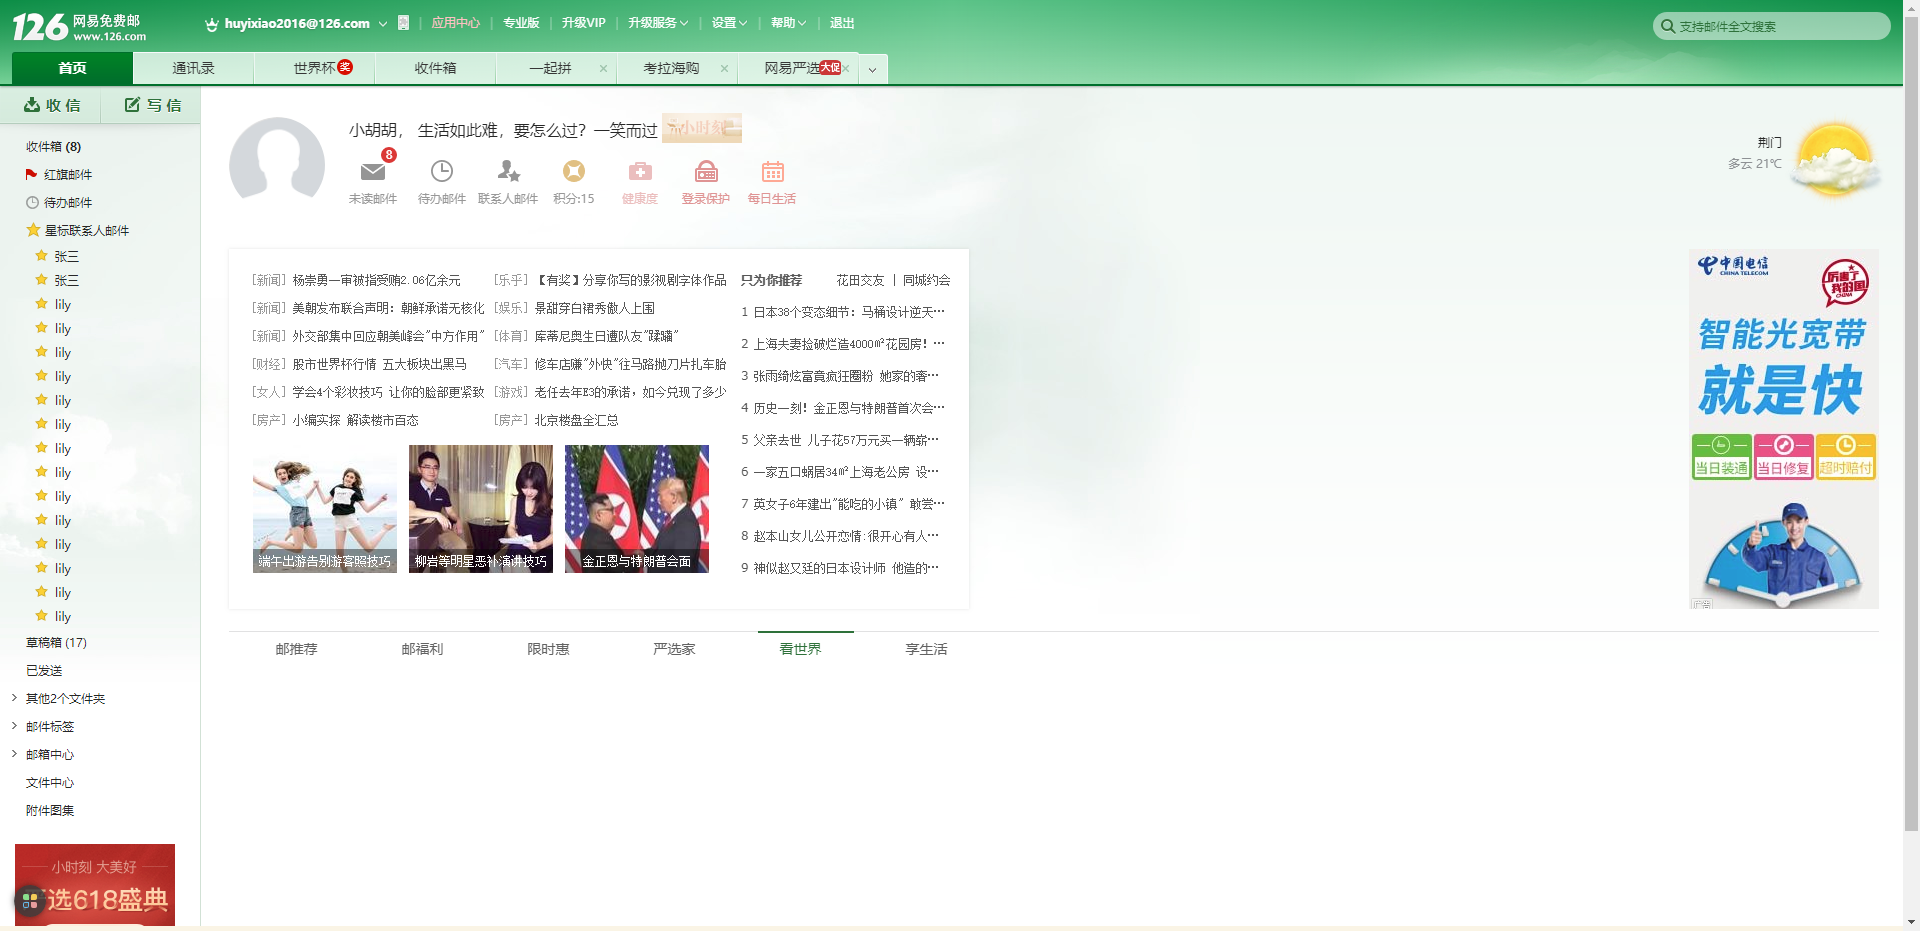 126 网易免费邮
www.126.com
huyixiao2016@126.com
应用中心 | 专业版 | 升级VIP | 升级服务 | 设置 | 帮助 | 退出
支持邮件全文搜索
首页 通讯录 世界杯 奖 收件箱 一起拼 × 考拉海购 × 网易严选 大促 ×
收 信 写 信
收件箱 (8)
红旗邮件
待办邮件
星标联系人邮件
张三
张三
lily
lily
lily
lily
lily
lily
lily
lily
lily
lily
lily
lily
lily
lily
草稿箱 (17)
已发送
其他2个文件夹
邮件标签
邮箱中心
文件中心
附件图集
小时刻 大美好
选618盛典
小胡胡， 生活如此难，要怎么过？一笑而过 小时刻
8
未读邮件 待办邮件 联系人邮件 积分:15 健康度 登录保护 每日生活
荆门
多云 21℃
[新闻] 杨崇勇一审被指受贿2.06亿余元
[新闻] 美朝发布联合声明：朝鲜承诺无核化
[新闻] 外交部集中回应朝美峰会"中方作用"
[财经] 股市世界杯行情 五大板块出黑马
[女人] 学会4个彩妆技巧 让你的脸部更紧致
[房产] 小编实探 解读楼市百态
[乐乎] 【有奖】分享你写的影视剧字体作品
[娱乐] 景甜穿白裙秀傲人上围
[体育] 库蒂尼奥生日遭队友"蹂躏"
[汽车] 修车店赚"外快"往马路抛刀片扎车胎
[游戏] 老任去年E3的承诺，如今兑现了多少
[房产] 北京楼盘全汇总
端午出游告别游客照技巧
柳岩等明星恶补演讲技巧
金正恩与特朗普会面
只为你推荐 花田交友 | 同城约会
1 日本38个变态细节：马桶设计逆天…
2 上海夫妻捡破烂造4000㎡花园房！…
3 张雨绮炫富竟疯狂圈粉 她家的奢…
4 历史一刻！金正恩与特朗普首次会…
5 父亲去世 儿子花57万元买一辆崭…
6 一家五口蜗居34㎡上海老公房 设…
7 英女子6年建出"能吃的小镇" 敢尝…
8 赵本山女儿公开恋情:很开心有人…
9 神似赵又廷的日本设计师 他造的…
中国电信
CHINA TELECOM
厉害了
我的国
CHINA
智能光宽带
就是快
当日装通 当日修复 超时赔付
广告
邮推荐 邮福利 限时惠 严选家 看世界 享生活